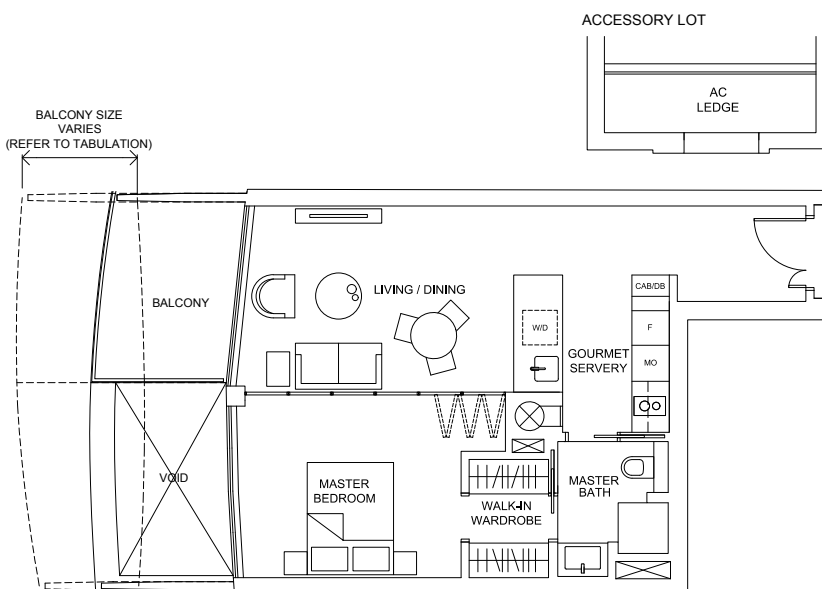 ACCESSORY LOT
AC
LEDGE
BALCONY SIZE
VARIES
(REFER TO TABULATION)
BALCONY
LIVING / DINING
CAB/DB
W/D
F
GOURMET
SERVERY
MO
VOID
MASTER
BEDROOM
WALK-IN
WARDROBE
MASTER
BATH